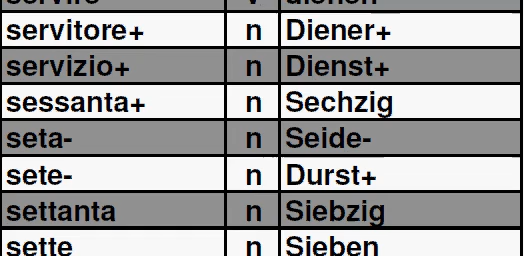 servire v dienen
servitore+ n Diener+
servizio+ n Dienst+
sessanta+ n Sechzig
seta- n Seide-
sete- n Durst+
settanta n Siebzig
sette n Sieben